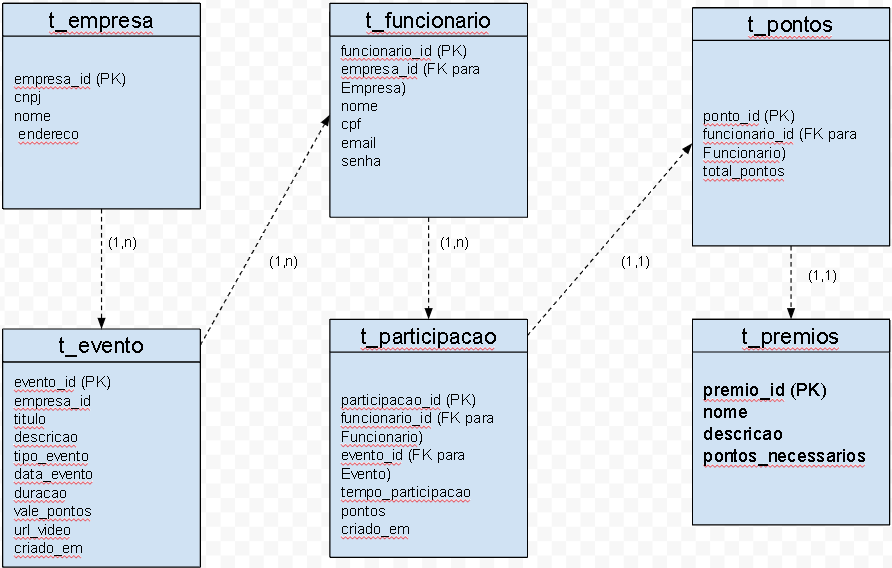 t_empresa
empresa_id (PK)
cnpj
nome
endereco
t_funcionario
funcionario_id (PK)
empresa_id (FK para
Empresa)
nome
cpf
email
senha
t_pontos
ponto_id (PK)
funcionario_id (FK para
Funcionario)
total_pontos
(1,n)
(1,n)
(1,n)
(1,1)
(1,1)
t_evento
evento_id (PK)
empresa_id
titulo
descricao
tipo_evento
data_evento
duracao
vale_pontos
url_video
criado_em
t_participacao
participacao_id (PK)
funcionario_id (FK para
Funcionario)
evento_id (FK para
Evento)
tempo_participacao
pontos
criado_em
t_premios
premio_id (PK)
nome
descricao
pontos_necessarios